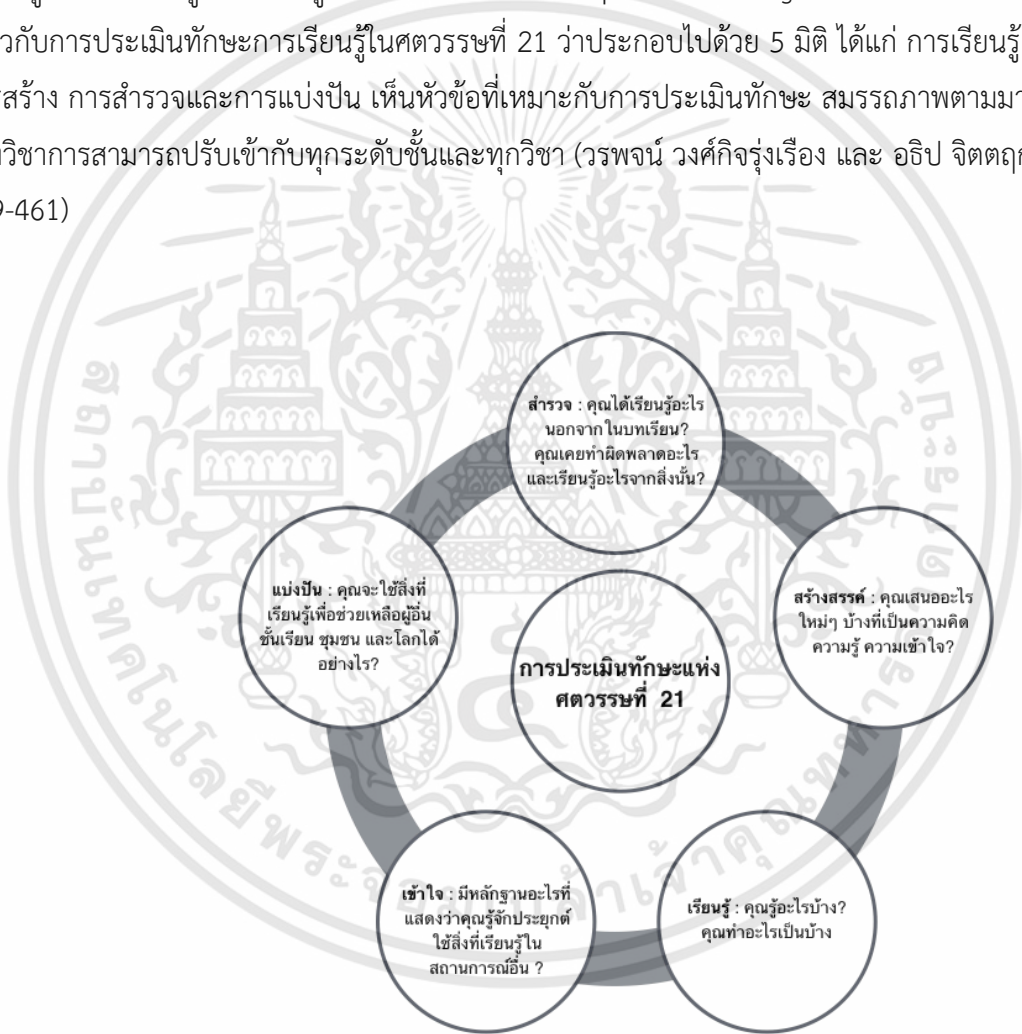 วกับการประเมินทักษะการเรียนรู้ในศตวรรษที่ 21 ว่าประกอบไปด้วย 5 มิติ ได้แก่ การเรียนรู้
สร้าง การสำรวจและการแบ่งปัน เห็นหัวข้อที่เหมาะกับการประเมินทักษะ สมรรถภาพตามมา
วิชาการสามารถปรับเข้ากับทุกระดับชั้นและทุกวิชา (วรพจน์ วงศ์กิจรุ่งเรือง และ อธิป จิตตฤก
9-461)
สำรวจ : คุณได้เรียนรู้อะไร
นอกจากในบทเรียน?
คุณเคยทำผิดพลาดอะไร
และเรียนรู้อะไรจากสิ่งนั้น?
แบ่งปัน : คุณจะใช้สิ่งที่
เรียนรู้เพื่อช่วยเหลือผู้อื่น
ชั้นเรียน ชุมชน และโลกได้
อย่างไร?
สร้างสรรค์ : คุณเสนออะไร
ใหม่ๆ บ้างที่เป็นความคิด
ความรู้ ความเข้าใจ?
การประเมินทักษะแห่ง
ศตวรรษที่ 21
เข้าใจ : มีหลักฐานอะไรที่
แสดงว่าคุณรู้จักประยุกต์
ใช้สิ่งที่เรียนรู้ใน
สถานการณ์อื่น ?
เรียนรู้ : คุณรู้อะไรบ้าง?
คุณทำอะไรเป็นบ้าง